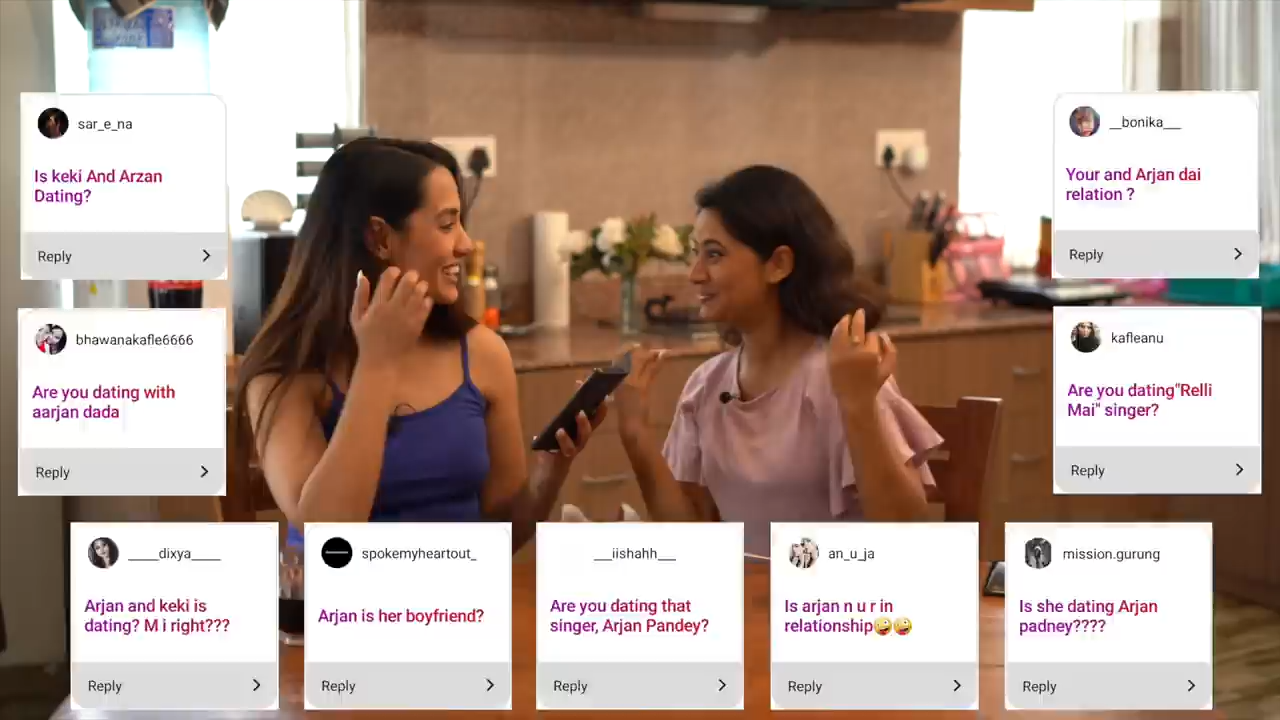 sar_e_na
Is keki And Arzan
Dating?
Reply
__bonika___
Your and Arjan dai
relation ?
Reply
bhawanakafle6666
Are you dating with
aarjan dada
Reply
kafleanu
Are you dating"Relli
Mai" singer?
Reply
_____dixya_____
Arjan and keki is
dating? M i right???
Reply
spokemyheartout_
Arjan is her boyfriend?
Reply
___iishahh___
Are you dating that
singer, Arjan Pandey?
Reply
an_u_ja
Is arjan n u r in
relationship🤪🤪
Reply
mission.gurung
Is she dating Arjan
padney????
Reply